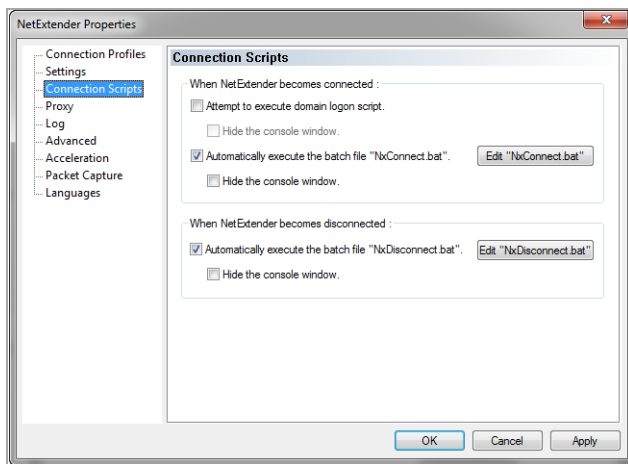 NetExtender Properties
Connection Profiles
Settings
Connection Scripts
Proxy
Log
Advanced
Acceleration
Packet Capture
Languages
Connection Scripts
When NetExtender becomes connected :
Attempt to execute domain logon script.
Hide the console window.
Automatically execute the batch file "NxConnect.bat".
Edit "NxConnect.bat"
Hide the console window.
When NetExtender becomes disconnected :
Automatically execute the batch file "NxDisconnect.bat".
Edit "NxDisconnect.bat"
Hide the console window.
OK
Cancel
Apply